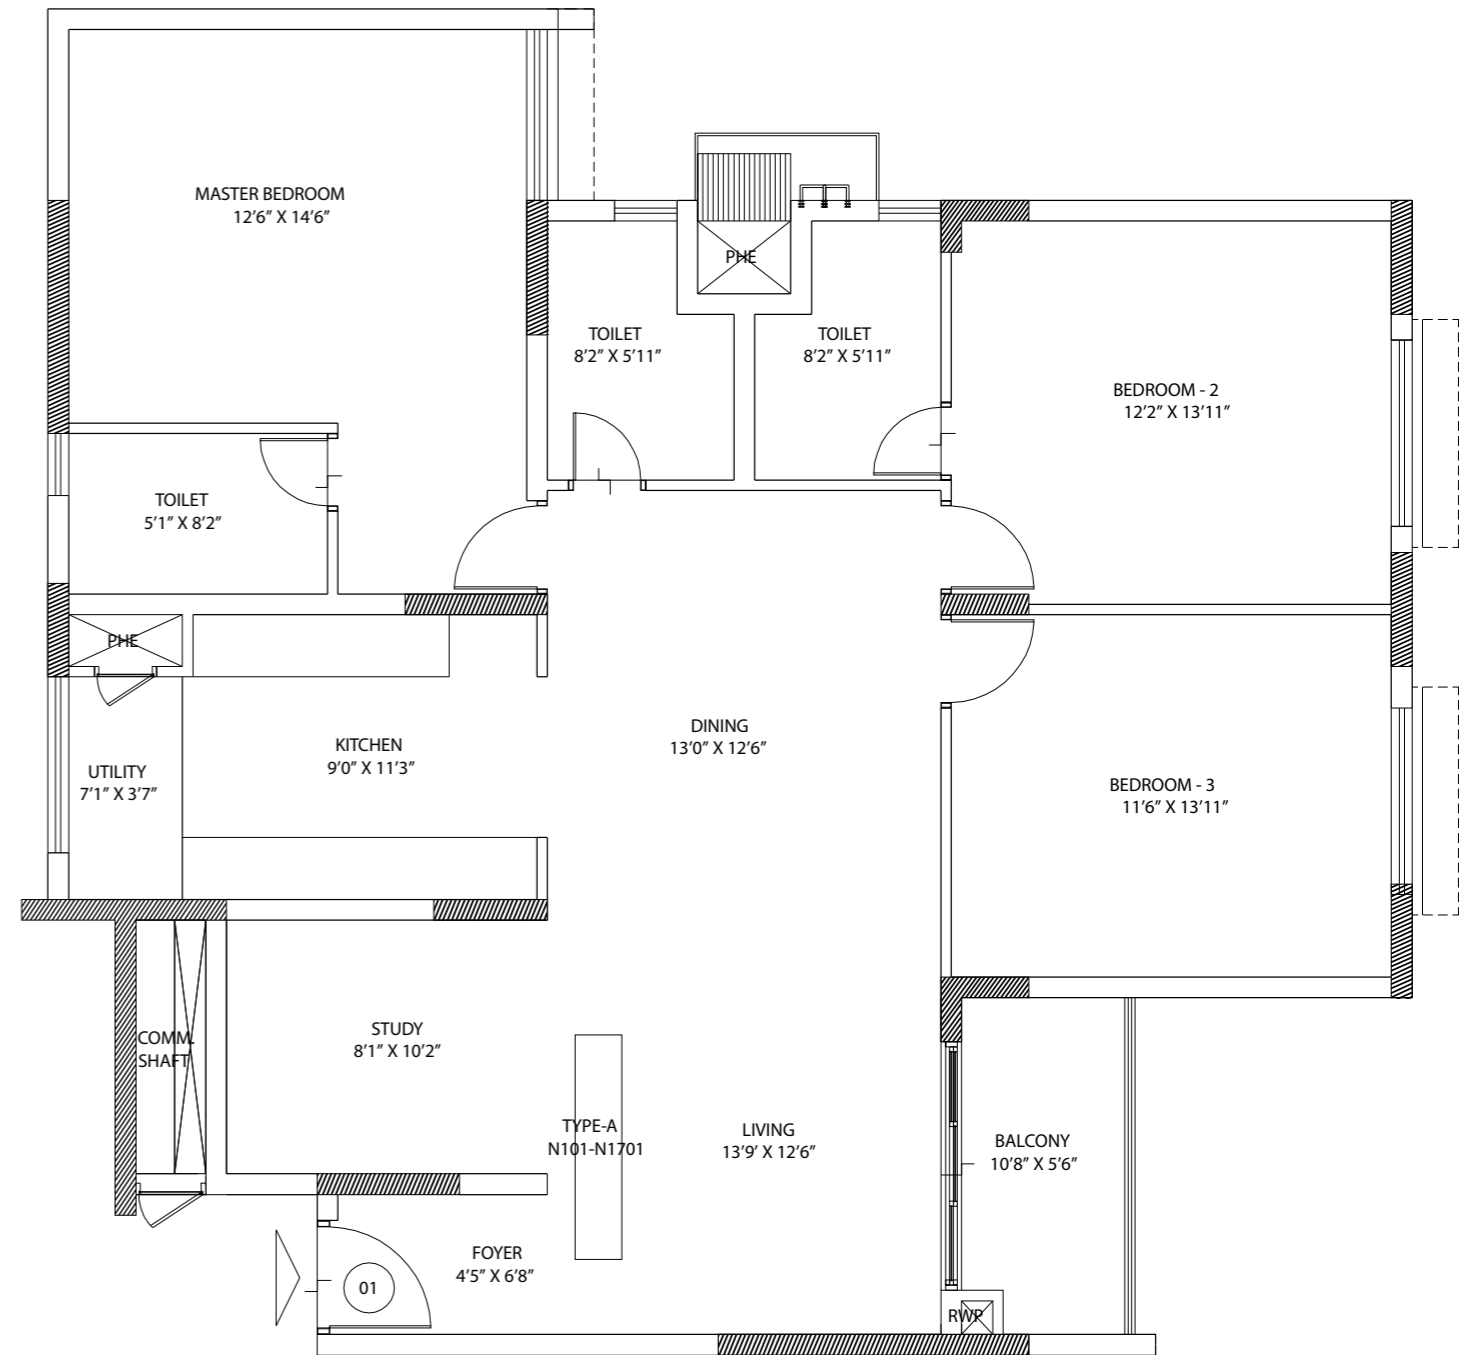 MASTER BEDROOM
12’6” X 14’6”
PHE
TOILET
8’2” X 5’11”
TOILET
8’2” X 5’11”
BEDROOM - 2
12’2” X 13’11”
TOILET
5’1” X 8’2”
PHE
KITCHEN
9’0” X 11’3”
UTILITY
7’1” X 3’7”
DINING
13’0” X 12’6”
BEDROOM - 3
11’6” X 13’11”
COMM.
SHAFT
STUDY
8’1” X 10’2”
TYPE-A
N101-N1701
LIVING
13’9’ X 12’6”
BALCONY
10’8” X 5’6”
FOYER
4’5” X 6’8”
01
RWP